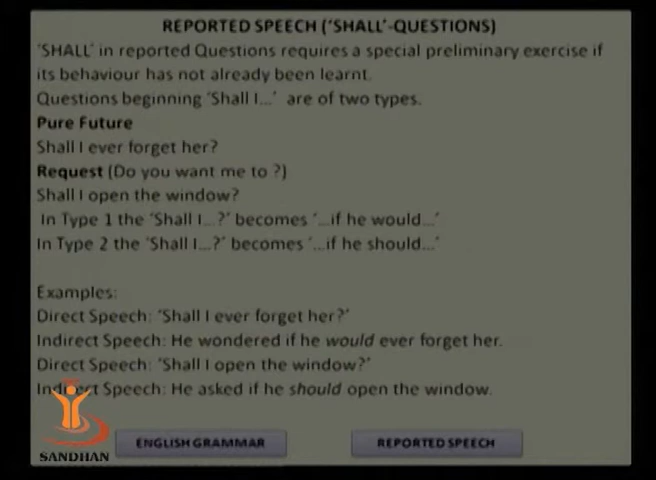 REPORTED SPEECH ('SHALL'-QUESTIONS)
'SHALL' in reported Questions requires a special preliminary exercise if
its behaviour has not already been learnt.
Questions beginning 'Shall I...' are of two types.
Pure Future
Shall I ever forget her?
Request (Do you want me to ?)
Shall I open the window?
In Type 1 the 'Shall I...?' becomes '...if he would...'
In Type 2 the 'Shall I...?' becomes '...if he should...'
Examples:
Direct Speech: 'Shall I ever forget her?'
Indirect Speech: He wondered if he would ever forget her.
Direct Speech: 'Shall I open the window?'
Indirect Speech: He asked if he should open the window.
ENGLISH GRAMMAR
REPORTED SPEECH
SANDHAN